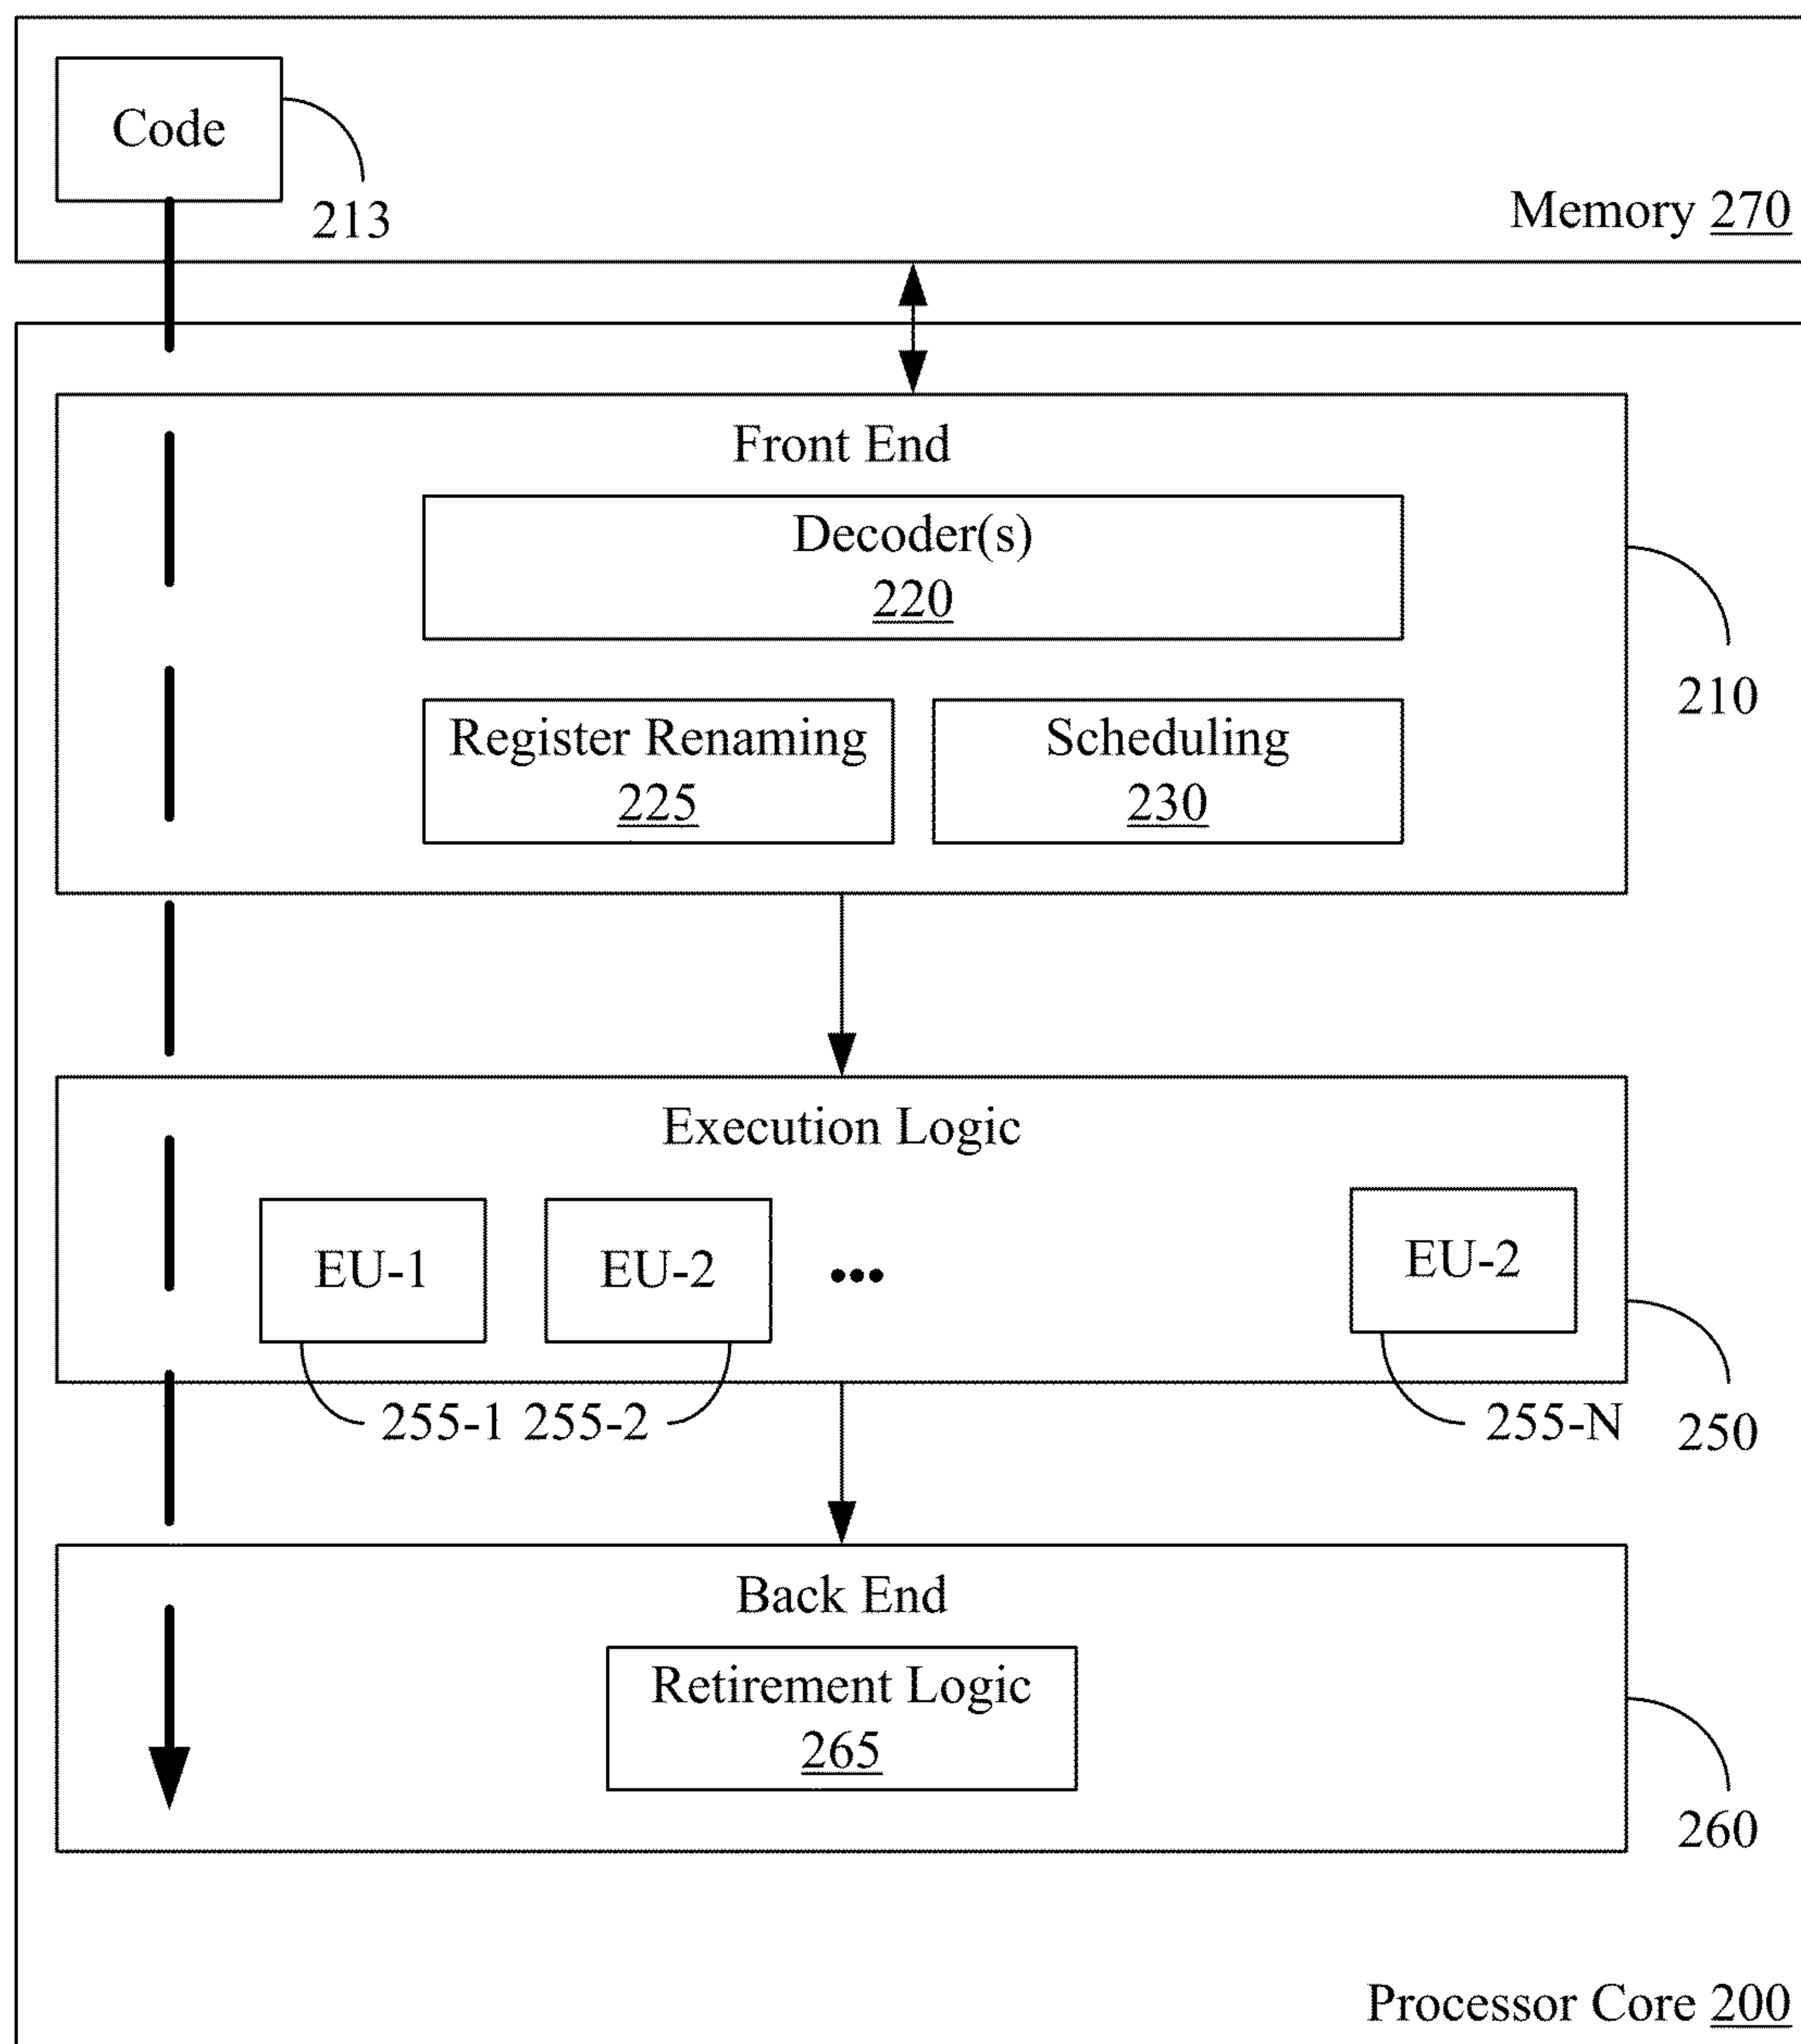 Code
213
Memory 270
Front End
Decoder(s)
220
210
Register Renaming
225
Scheduling
230
Execution Logic
EU-1
EU-2
•••
EU-2
255-1
255-2
255-N
250
Back End
Retirement Logic
265
260
Processor Core 200